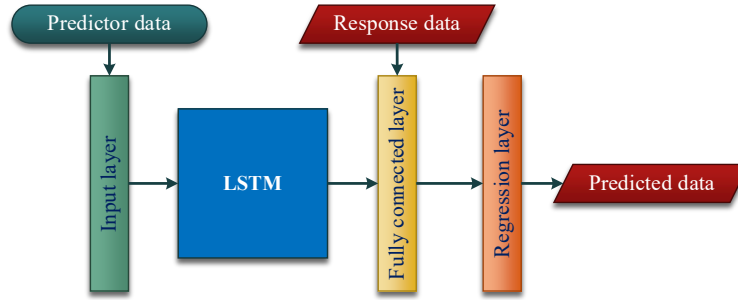 Predictor data
Response data
Input layer
LSTM
Fully connected layer
Regression layer
Predicted data